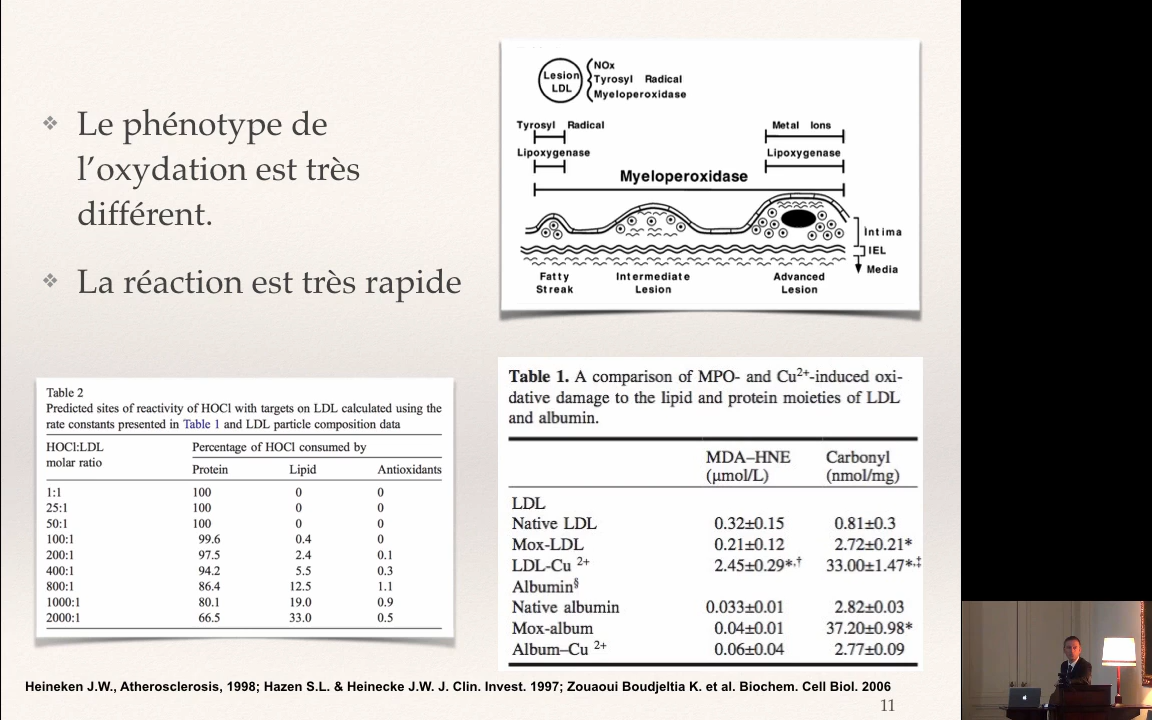 ❖ Le phénotype de
l’oxydation est très
différent.
❖ La réaction est très rapide
Lesion
LDL
NOx
Tyrosyl Radical
Myeloperoxidase
Tyrosyl Radical
Metal Ions
Lipoxygenase
Lipoxygenase
Myeloperoxidase
Intima
IEL
Media
Fatty
Streak
Intermediate
Lesion
Advanced
Lesion
Table 2
Predicted sites of reactivity of HOCl with targets on LDL calculated using the
rate constants presented in Table 1 and LDL particle composition data
HOCl:LDL
molar ratio
Percentage of HOCl consumed by
Protein Lipid Antioxidants
1:1 100 0 0
25:1 100 0 0
50:1 100 0 0
100:1 99.6 0.4 0
200:1 97.5 2.4 0.1
400:1 94.2 5.5 0.3
800:1 86.4 12.5 1.1
1000:1 80.1 19.0 0.9
2000:1 66.5 33.0 0.5
Table 1. A comparison of MPO- and Cu2+-induced oxi-
dative damage to the lipid and protein moieties of LDL
and albumin.
MDA–HNE Carbonyl
(µmol/L) (nmol/mg)
LDL
Native LDL 0.32±0.15 0.81±0.3
Mox-LDL 0.21±0.12 2.72±0.21*
LDL-Cu 2+ 2.45±0.29*,† 33.00±1.47*,‡
Albumin§
Native albumin 0.033±0.01 2.82±0.03
Mox-album 0.04±0.01 37.20±0.98*
Album–Cu 2+ 0.06±0.04 2.77±0.09
Heineken J.W., Atherosclerosis, 1998; Hazen S.L. & Heinecke J.W. J. Clin. Invest. 1997; Zouaoui Boudjeltia K. et al. Biochem. Cell Biol. 2006
11